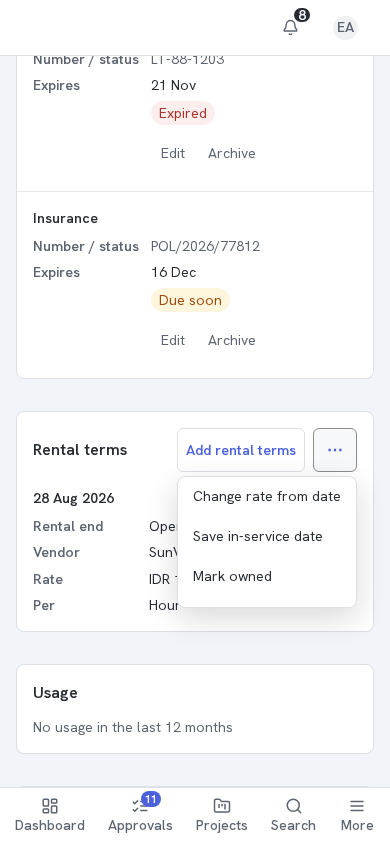 8
EA
Number / status LT-88-1203
Expires 21 Nov
Expired
Edit Archive
Insurance
Number / status POL/2026/77812
Expires 16 Dec
Due soon
Edit Archive
Rental terms Add rental terms ...
28 Aug 2026
Change rate from date
Save in-service date
Mark owned
Rental end
Vendor
Rate IDR
Per
Usage
No usage in the last 12 months
11
Dashboard Approvals Projects Search More